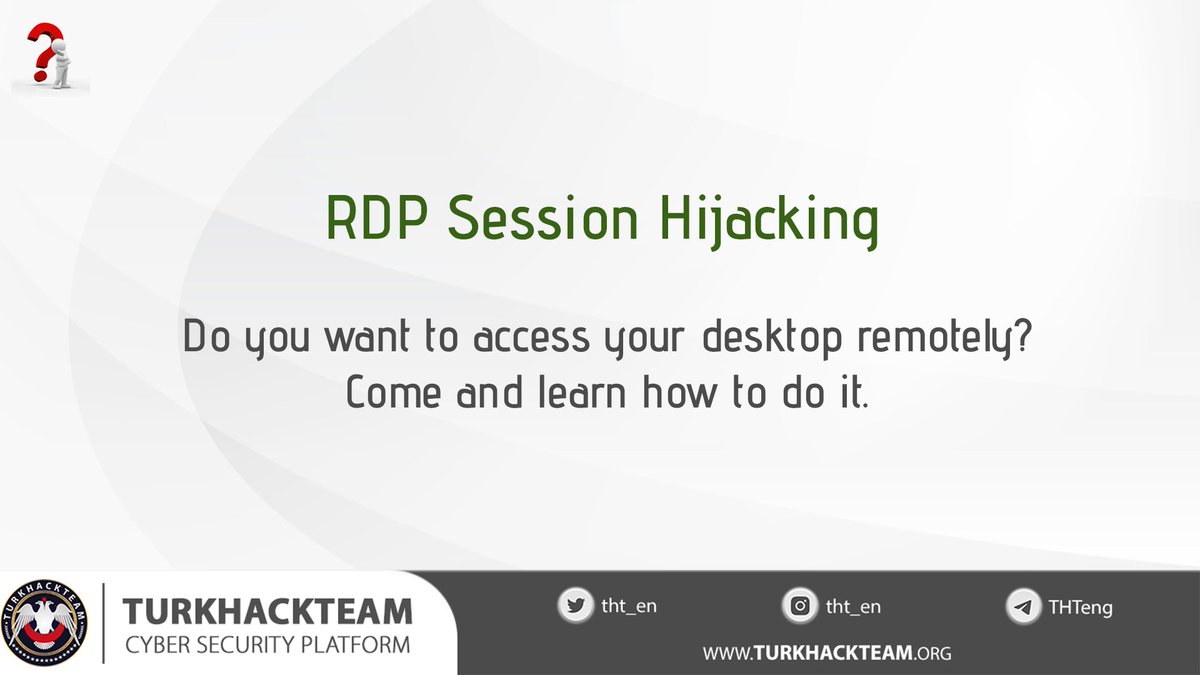 RDP Session Hijacking
Do you want to access your desktop remotely?
Come and learn how to do it.
TURKHACKTEAM
TURKHACKTEAM
CYBER SECURITY PLATFORM
tht_en
tht_en
THTeng
WWW.TURKHACKTEAM.ORG